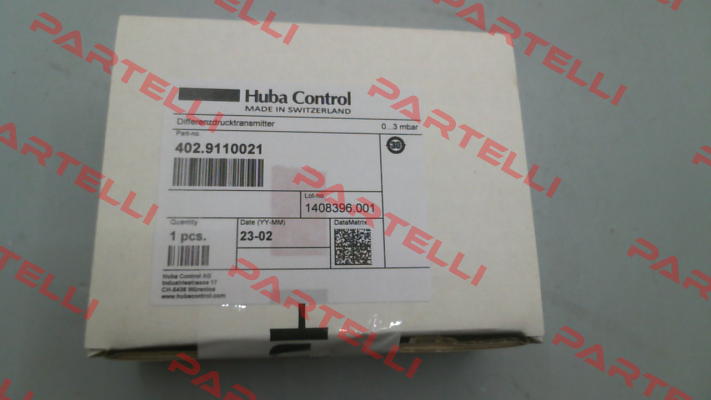 Huba Control
MADE IN SWITZERLAND
Differenzdrucktransmitter 0...3 mbar
Part-no.
402.9110021
30
Lot-no.
1408396.001
Quantity
1 pcs.
Date (YY-MM)
23-02
DataMatrix
Huba Control AG
Industriestrasse 17
CH-5436 Würenlos
www.hubacontrol.com
PARTELLI
PARTELLI
PARTELLI
PARTELLI
PARTELLI
PARTELLI
PARTELLI